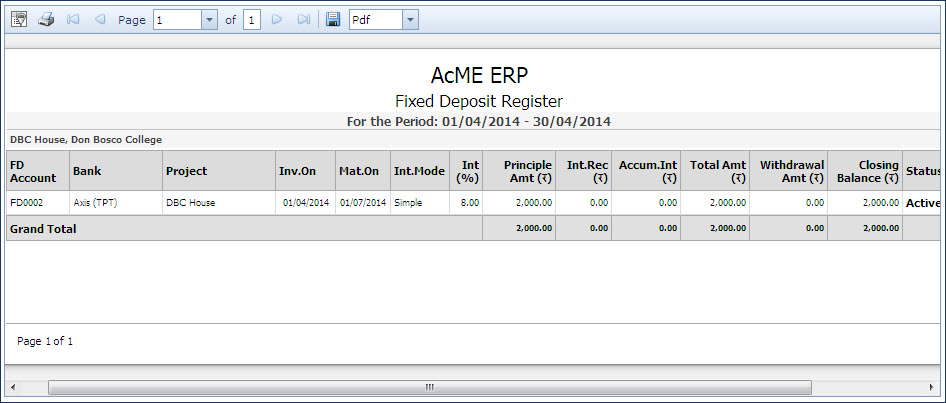 Page 1 of 1 Pdf
AcME ERP
Fixed Deposit Register
For the Period: 01/04/2014 - 30/04/2014
DBC House, Don Bosco College
FD Account Bank Project Inv.On Mat.On Int.Mode Int (%) Principle Amt (₹) Int.Rec (₹) Accum.Int (₹) Total Amt (₹) Withdrawal Amt (₹) Closing Balance (₹) Status
FD0002 Axis (TPT) DBC House 01/04/2014 01/07/2014 Simple 8.00 2,000.00 0.00 0.00 2,000.00 0.00 2,000.00 Active
Grand Total 2,000.00 0.00 0.00 2,000.00 0.00 2,000.00
Page 1 of 1